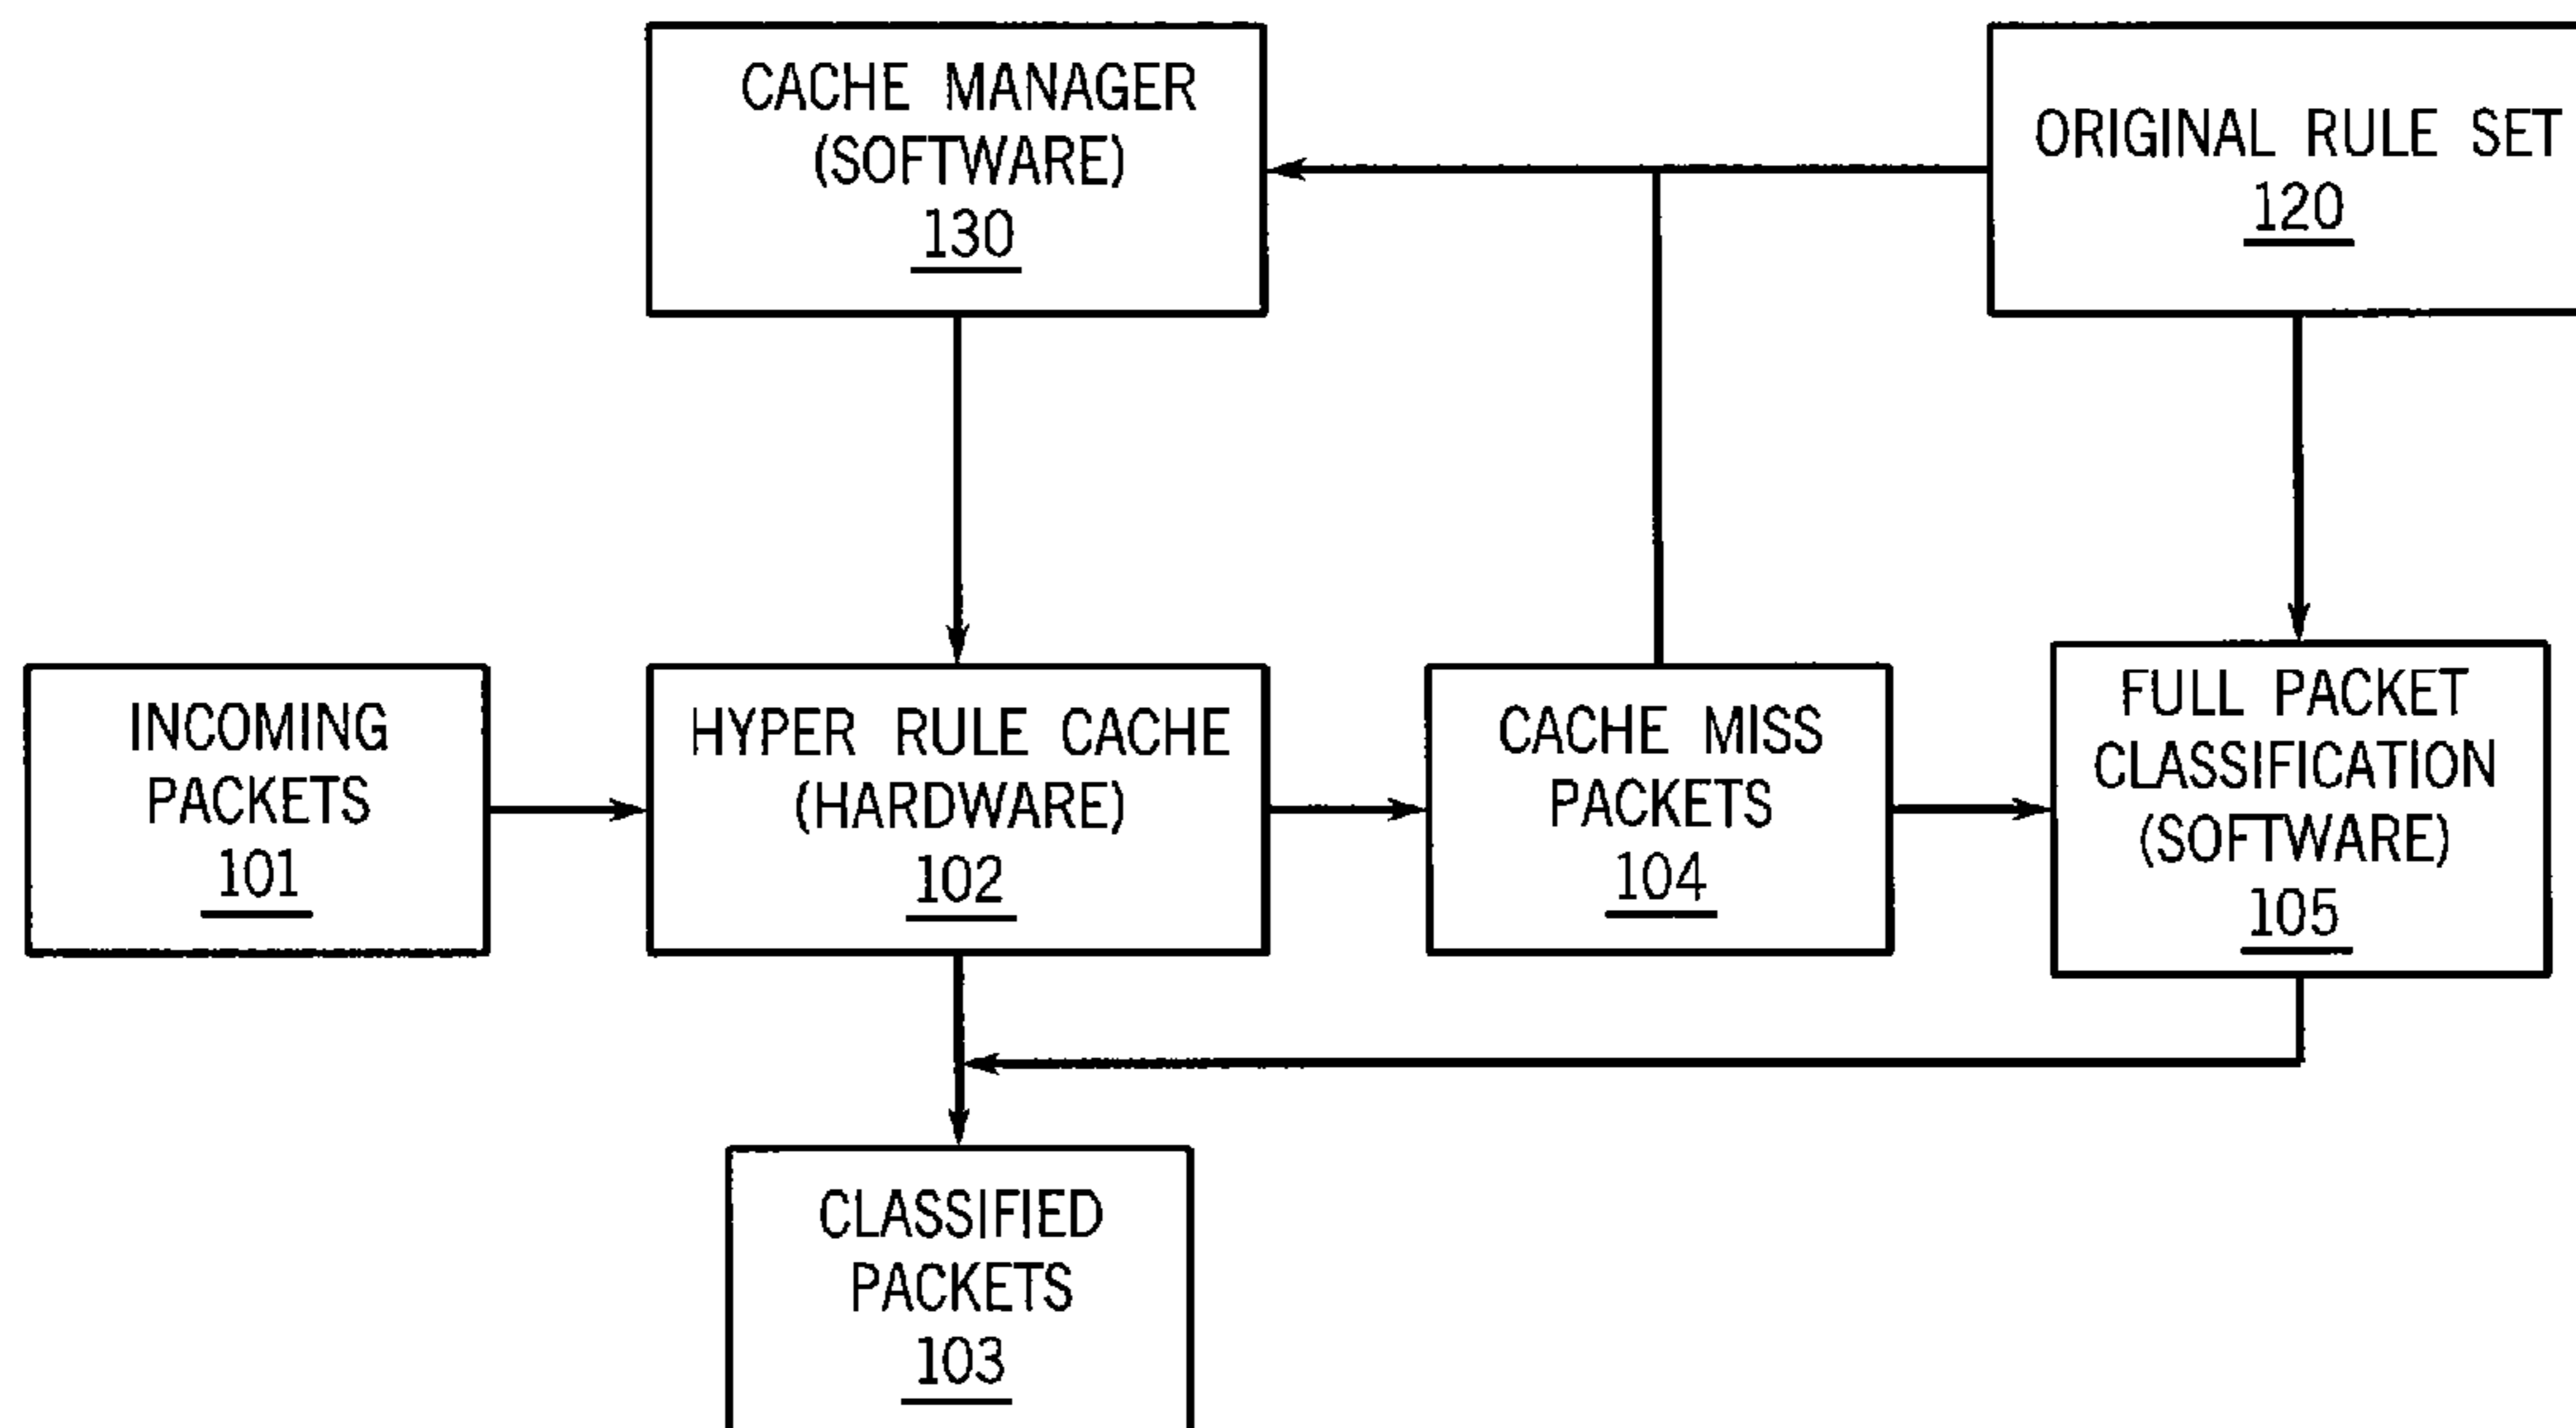 CACHE MANAGER
(SOFTWARE)
130
ORIGINAL RULE SET
120
INCOMING
PACKETS
101
HYPER RULE CACHE
(HARDWARE)
102
CACHE MISS
PACKETS
104
FULL PACKET
CLASSIFICATION
(SOFTWARE)
105
CLASSIFIED
PACKETS
103